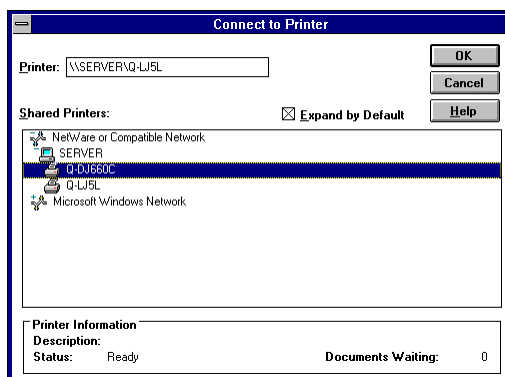 Connect to Printer
Printer: \\SERVER\Q-LJ5L
OK
Cancel
Help
Shared Printers:
Expand by Default
NetWare or Compatible Network
SERVER
Q-DJ660C
Q-LJ5L
Microsoft Windows Network
Printer Information
Description:
Status: Ready
Documents Waiting: 0